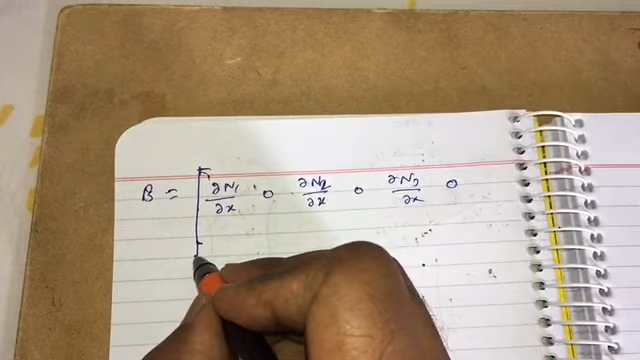 B = [ ∂N₁/∂x 0 ∂N₂/∂x 0 ∂N₃/∂x 0